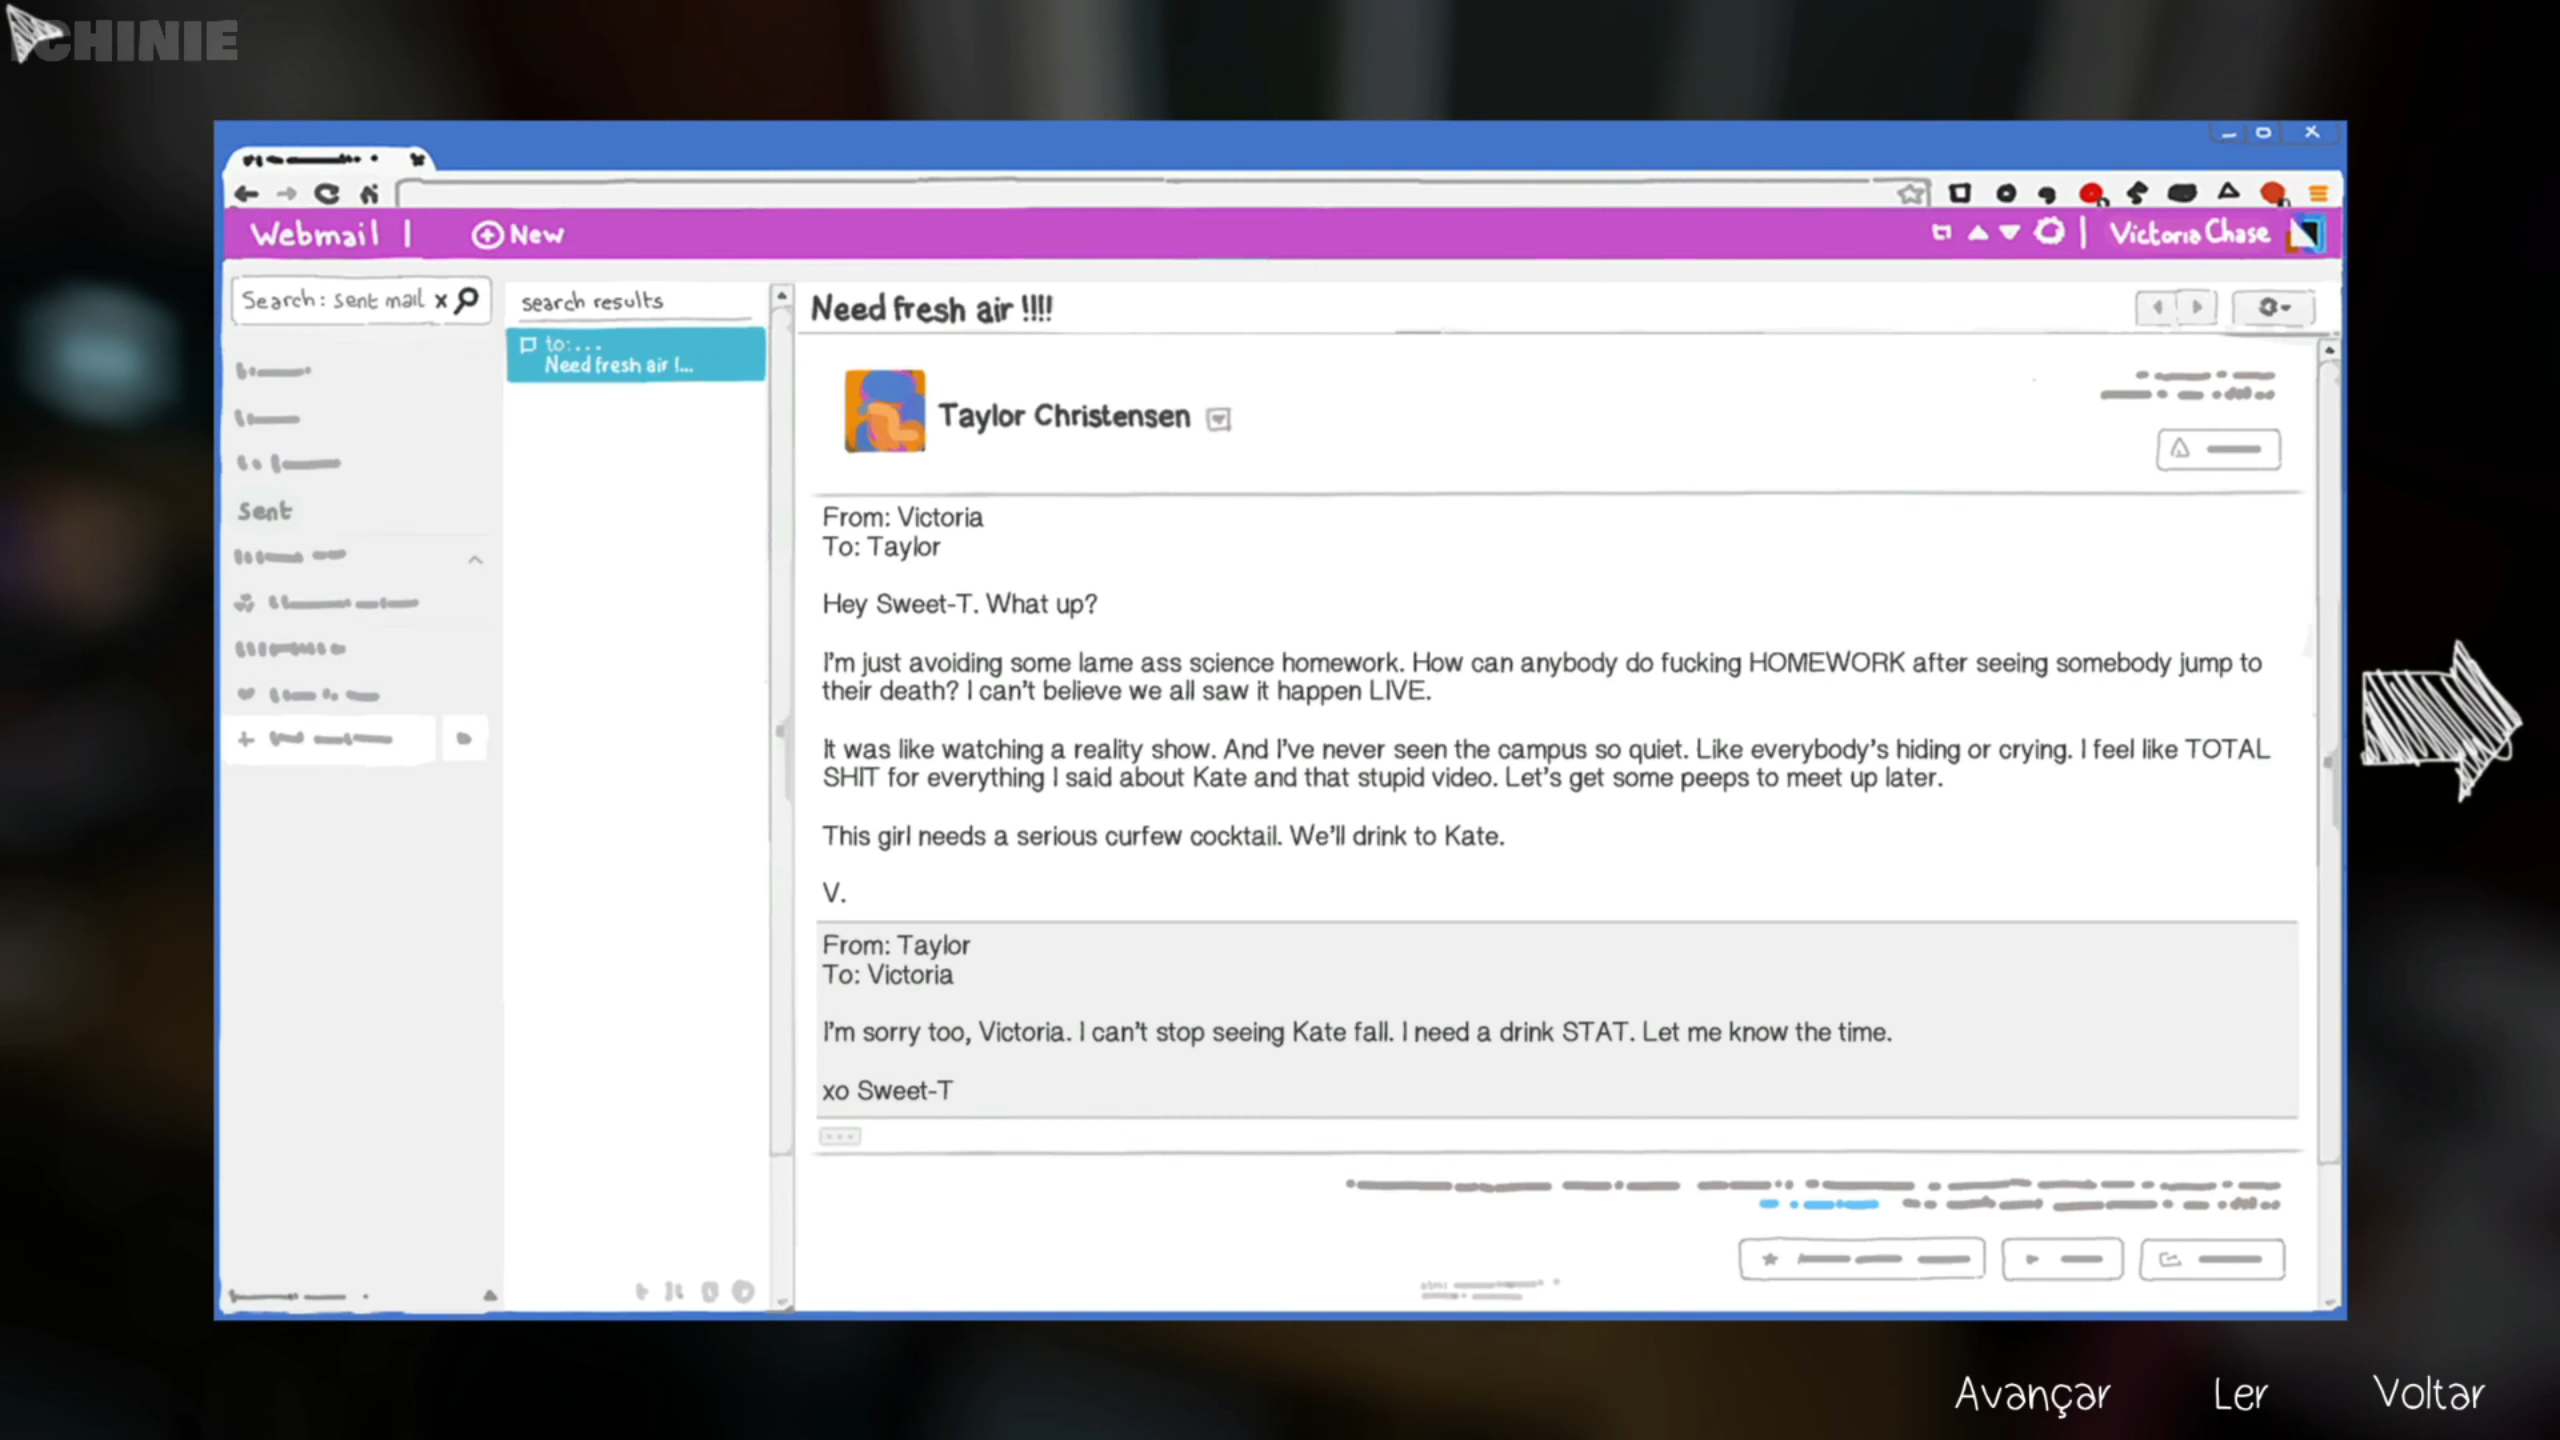 CHINIE
Webmail | New
Victoria Chase
Search: sent mail x
search results
to:...
Need fresh air !...
Sent
Need fresh air !!!!
Taylor Christensen
From: Victoria
To: Taylor
Hey Sweet-T. What up?
I'm just avoiding some lame ass science homework. How can anybody do fucking HOMEWORK after seeing somebody jump to
their death? I can't believe we all saw it happen LIVE.
It was like watching a reality show. And I've never seen the campus so quiet. Like everybody's hiding or crying. I feel like TOTAL
SHIT for everything I said about Kate and that stupid video. Let's get some peeps to meet up later.
This girl needs a serious curfew cocktail. We'll drink to Kate.
V.
From: Taylor
To: Victoria
I'm sorry too, Victoria. I can't stop seeing Kate fall. I need a drink STAT. Let me know the time.
xo Sweet-T
Avançar Ler Voltar